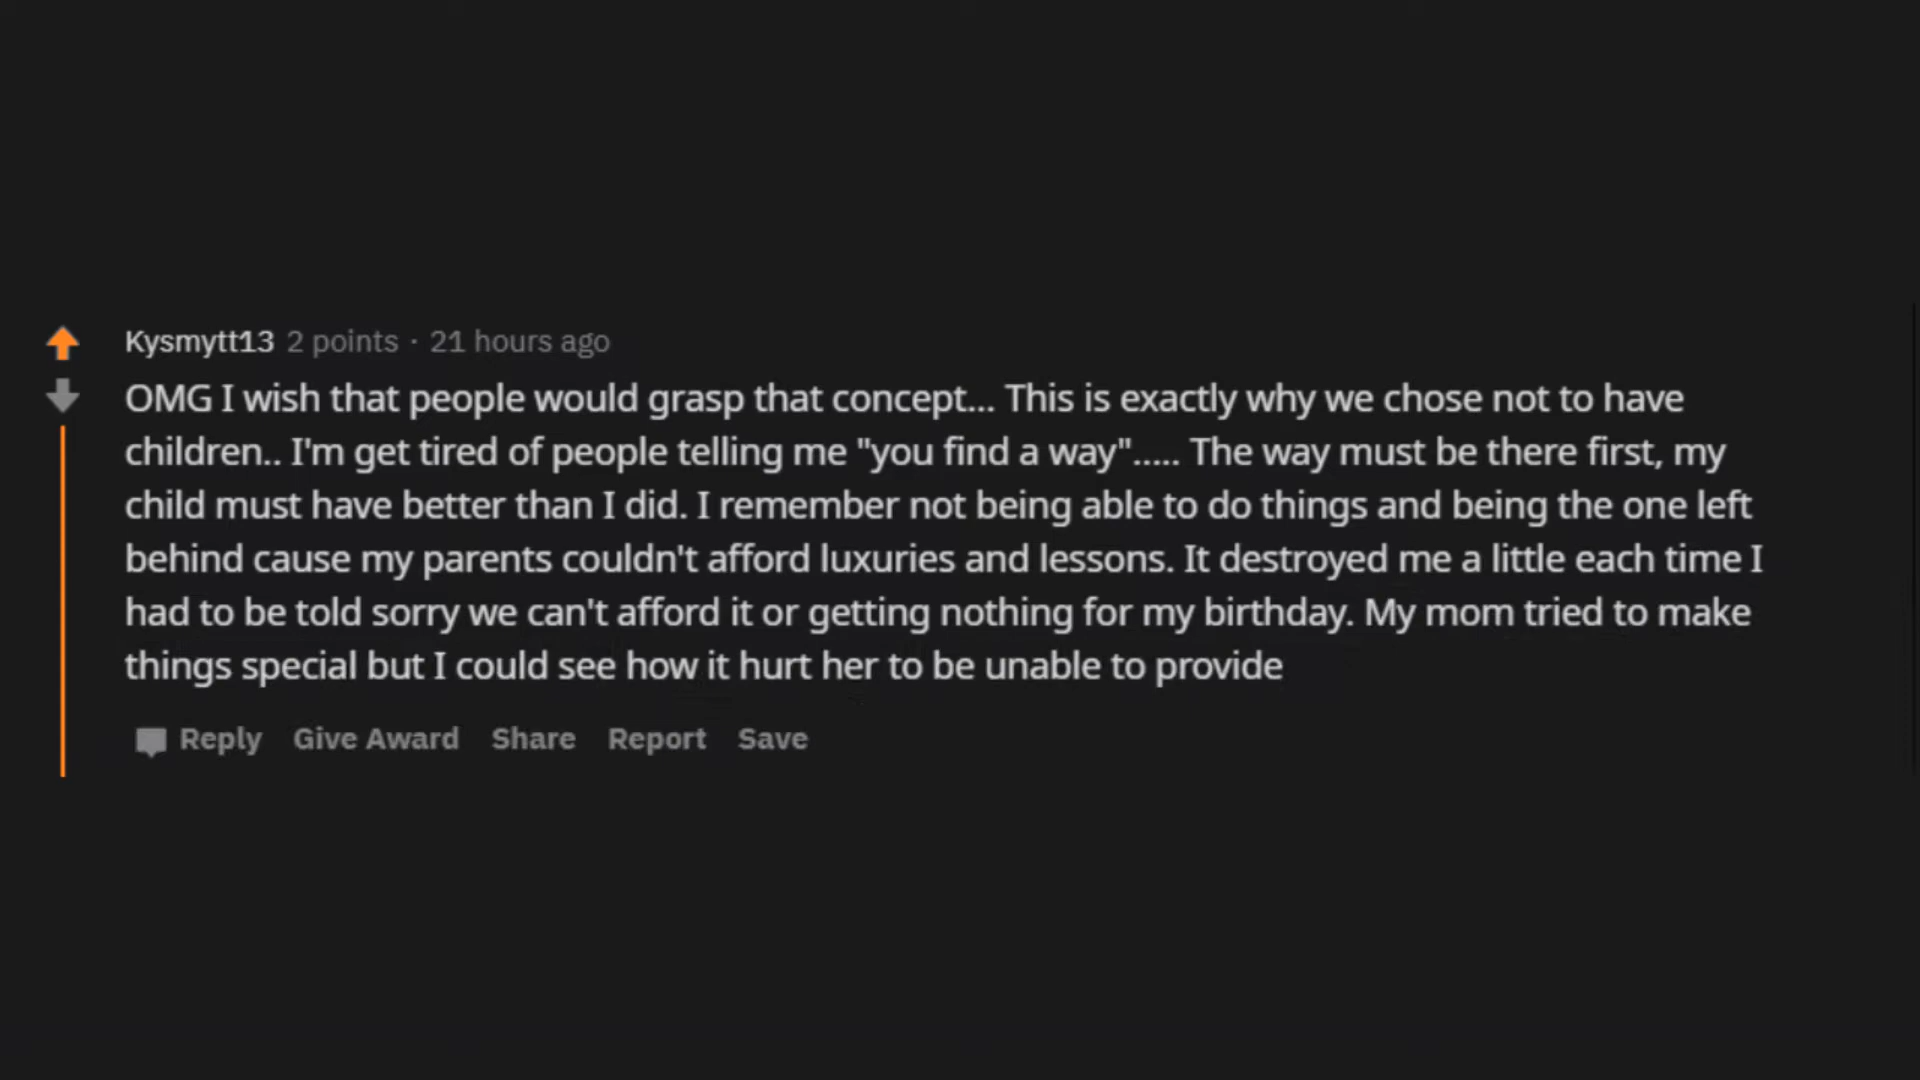 Kysmytt13 2 points · 21 hours ago
OMG I wish that people would grasp that concept... This is exactly why we chose not to have
children.. I'm get tired of people telling me "you find a way"..... The way must be there first, my
child must have better than I did. I remember not being able to do things and being the one left
behind cause my parents couldn't afford luxuries and lessons. It destroyed me a little each time I
had to be told sorry we can't afford it or getting nothing for my birthday. My mom tried to make
things special but I could see how it hurt her to be unable to provide
Reply Give Award Share Report Save